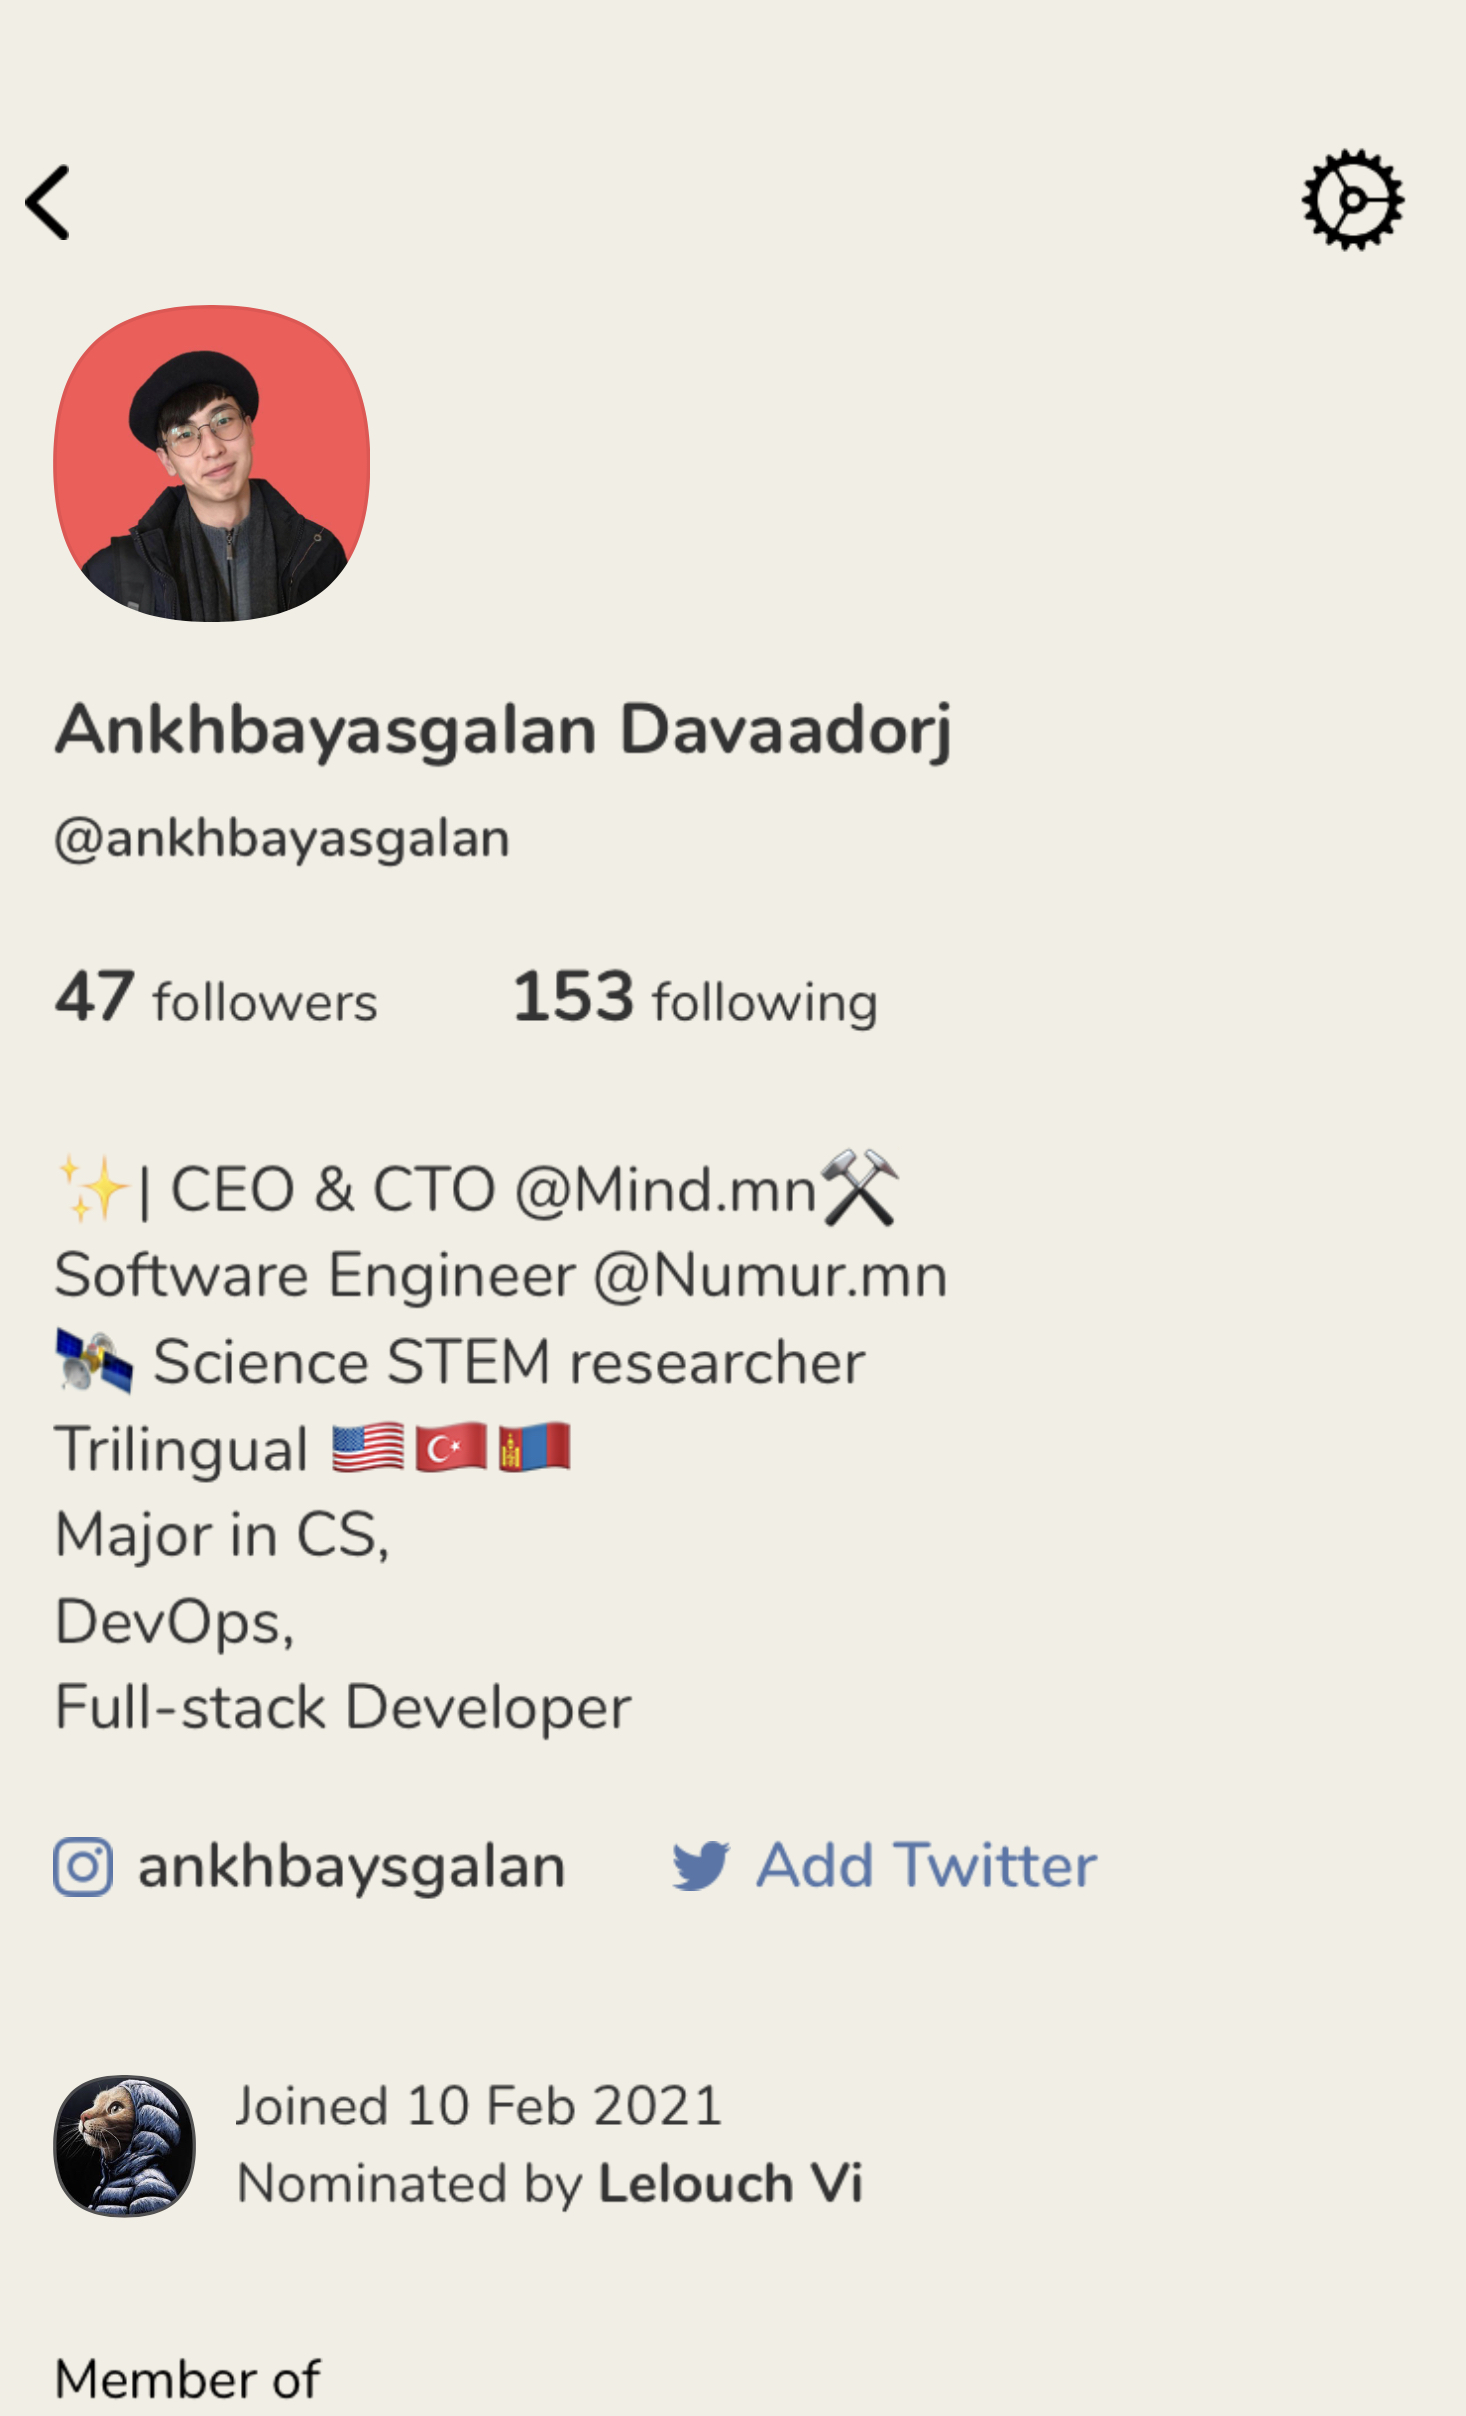 Ankhbayasgalan Davaadorj
@ankhbayasgalan
47 followers 153 following
✨| CEO & CTO @Mind.mn⚒️
Software Engineer @Numur.mn
🛰️ Science STEM researcher
Trilingual 🇺🇸🇹🇷🇲🇳
Major in CS,
DevOps,
Full-stack Developer
ankhbaysgalan Add Twitter
Joined 10 Feb 2021
Nominated by Lelouch Vi
Member of